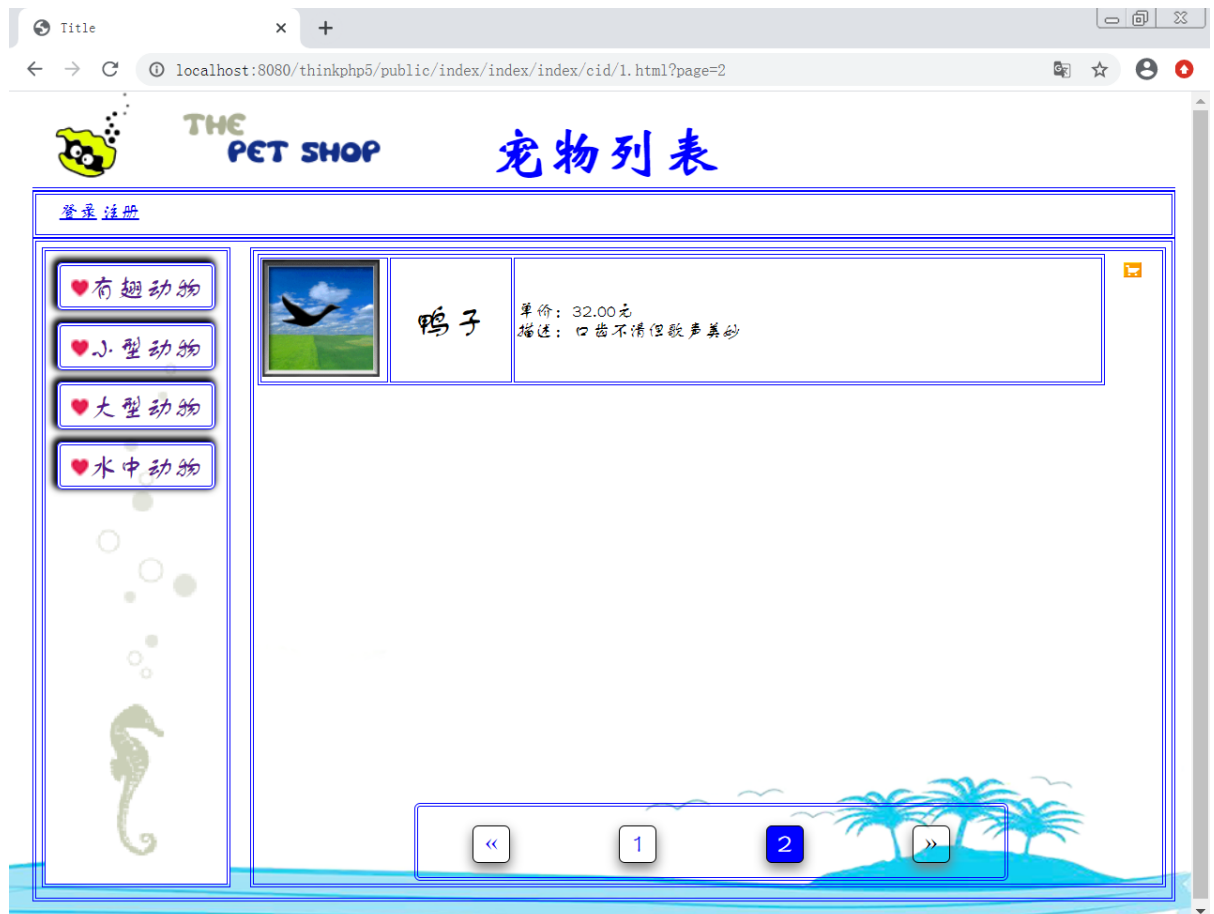 Title
localhost:8080/thinkphp5/public/index/index/index/cid/1.html?page=2
THE
PET SHOP
宠物列表
登录 注册
有翅动物
小型动物
大型动物
水中动物
鸭子
单价：32.00元
描述：口齿不清但歌声美妙
« 1 2 »